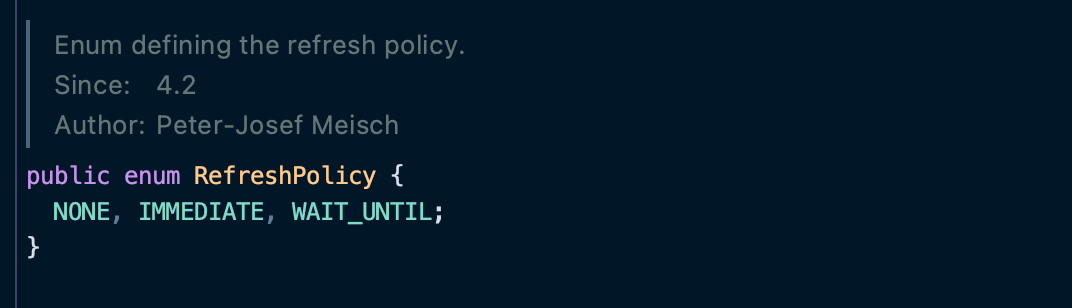 Enum defining the refresh policy.
Since: 4.2
Author: Peter-Josef Meisch
public enum RefreshPolicy {
NONE, IMMEDIATE, WAIT_UNTIL;
}